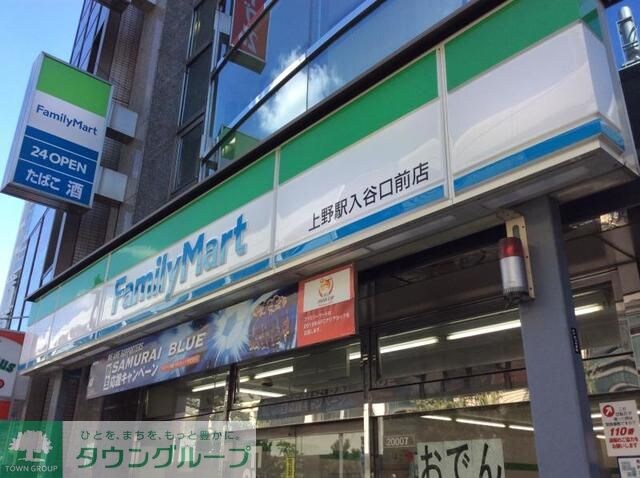 FamilyMart
24 OPEN
たばこ 酒
FamilyMart
上野駅入谷口前店
SAMURAI BLUE
応援キャンペーン
20007
おでん
110番
ひとを、まちを、もっと豊かに。
タウングループ
TOWN GROUP